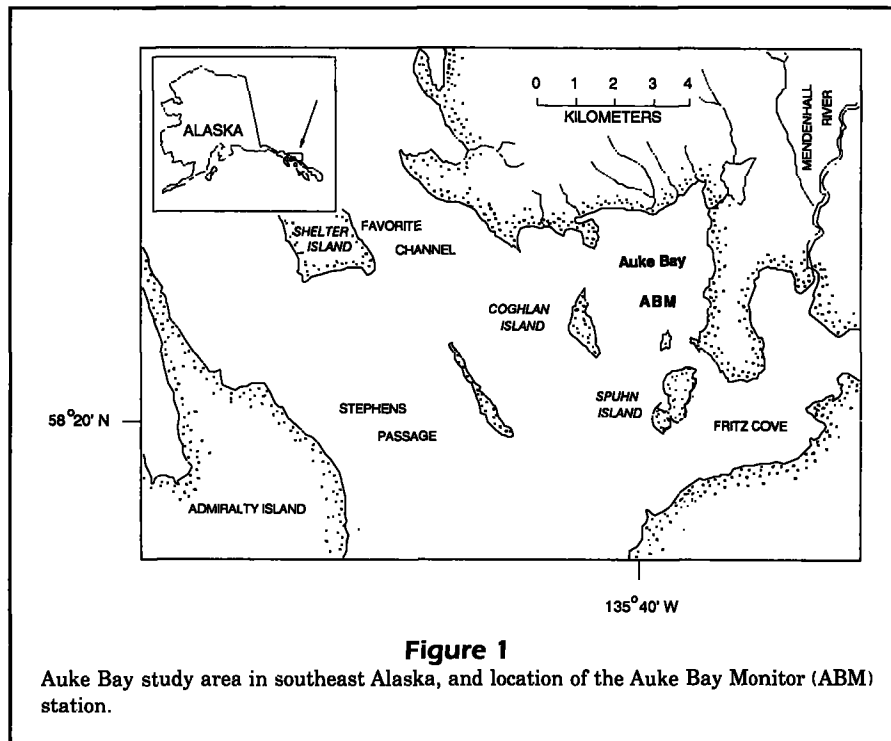 ALASKA
0 1 2 3 4
KILOMETERS
MENDENHALL
RIVER
SHELTER
ISLAND
FAVORITE
CHANNEL
Auke Bay
ABM
COGHLAN
ISLAND
SPUHN
ISLAND
58°20' N
STEPHENS
PASSAGE
FRITZ COVE
ADMIRALTY ISLAND
135°40' W
Figure 1
Auke Bay study area in southeast Alaska, and location of the Auke Bay Monitor (ABM)
station.